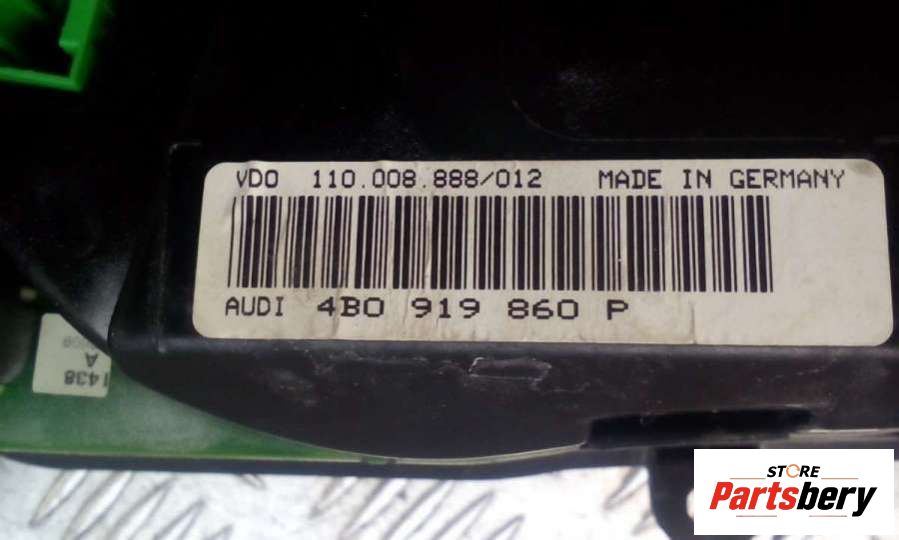 VDO 110.008.888/012 MADE IN GERMANY
AUDI 4B0 919 860 P
A
1438
STORE
Partsbery